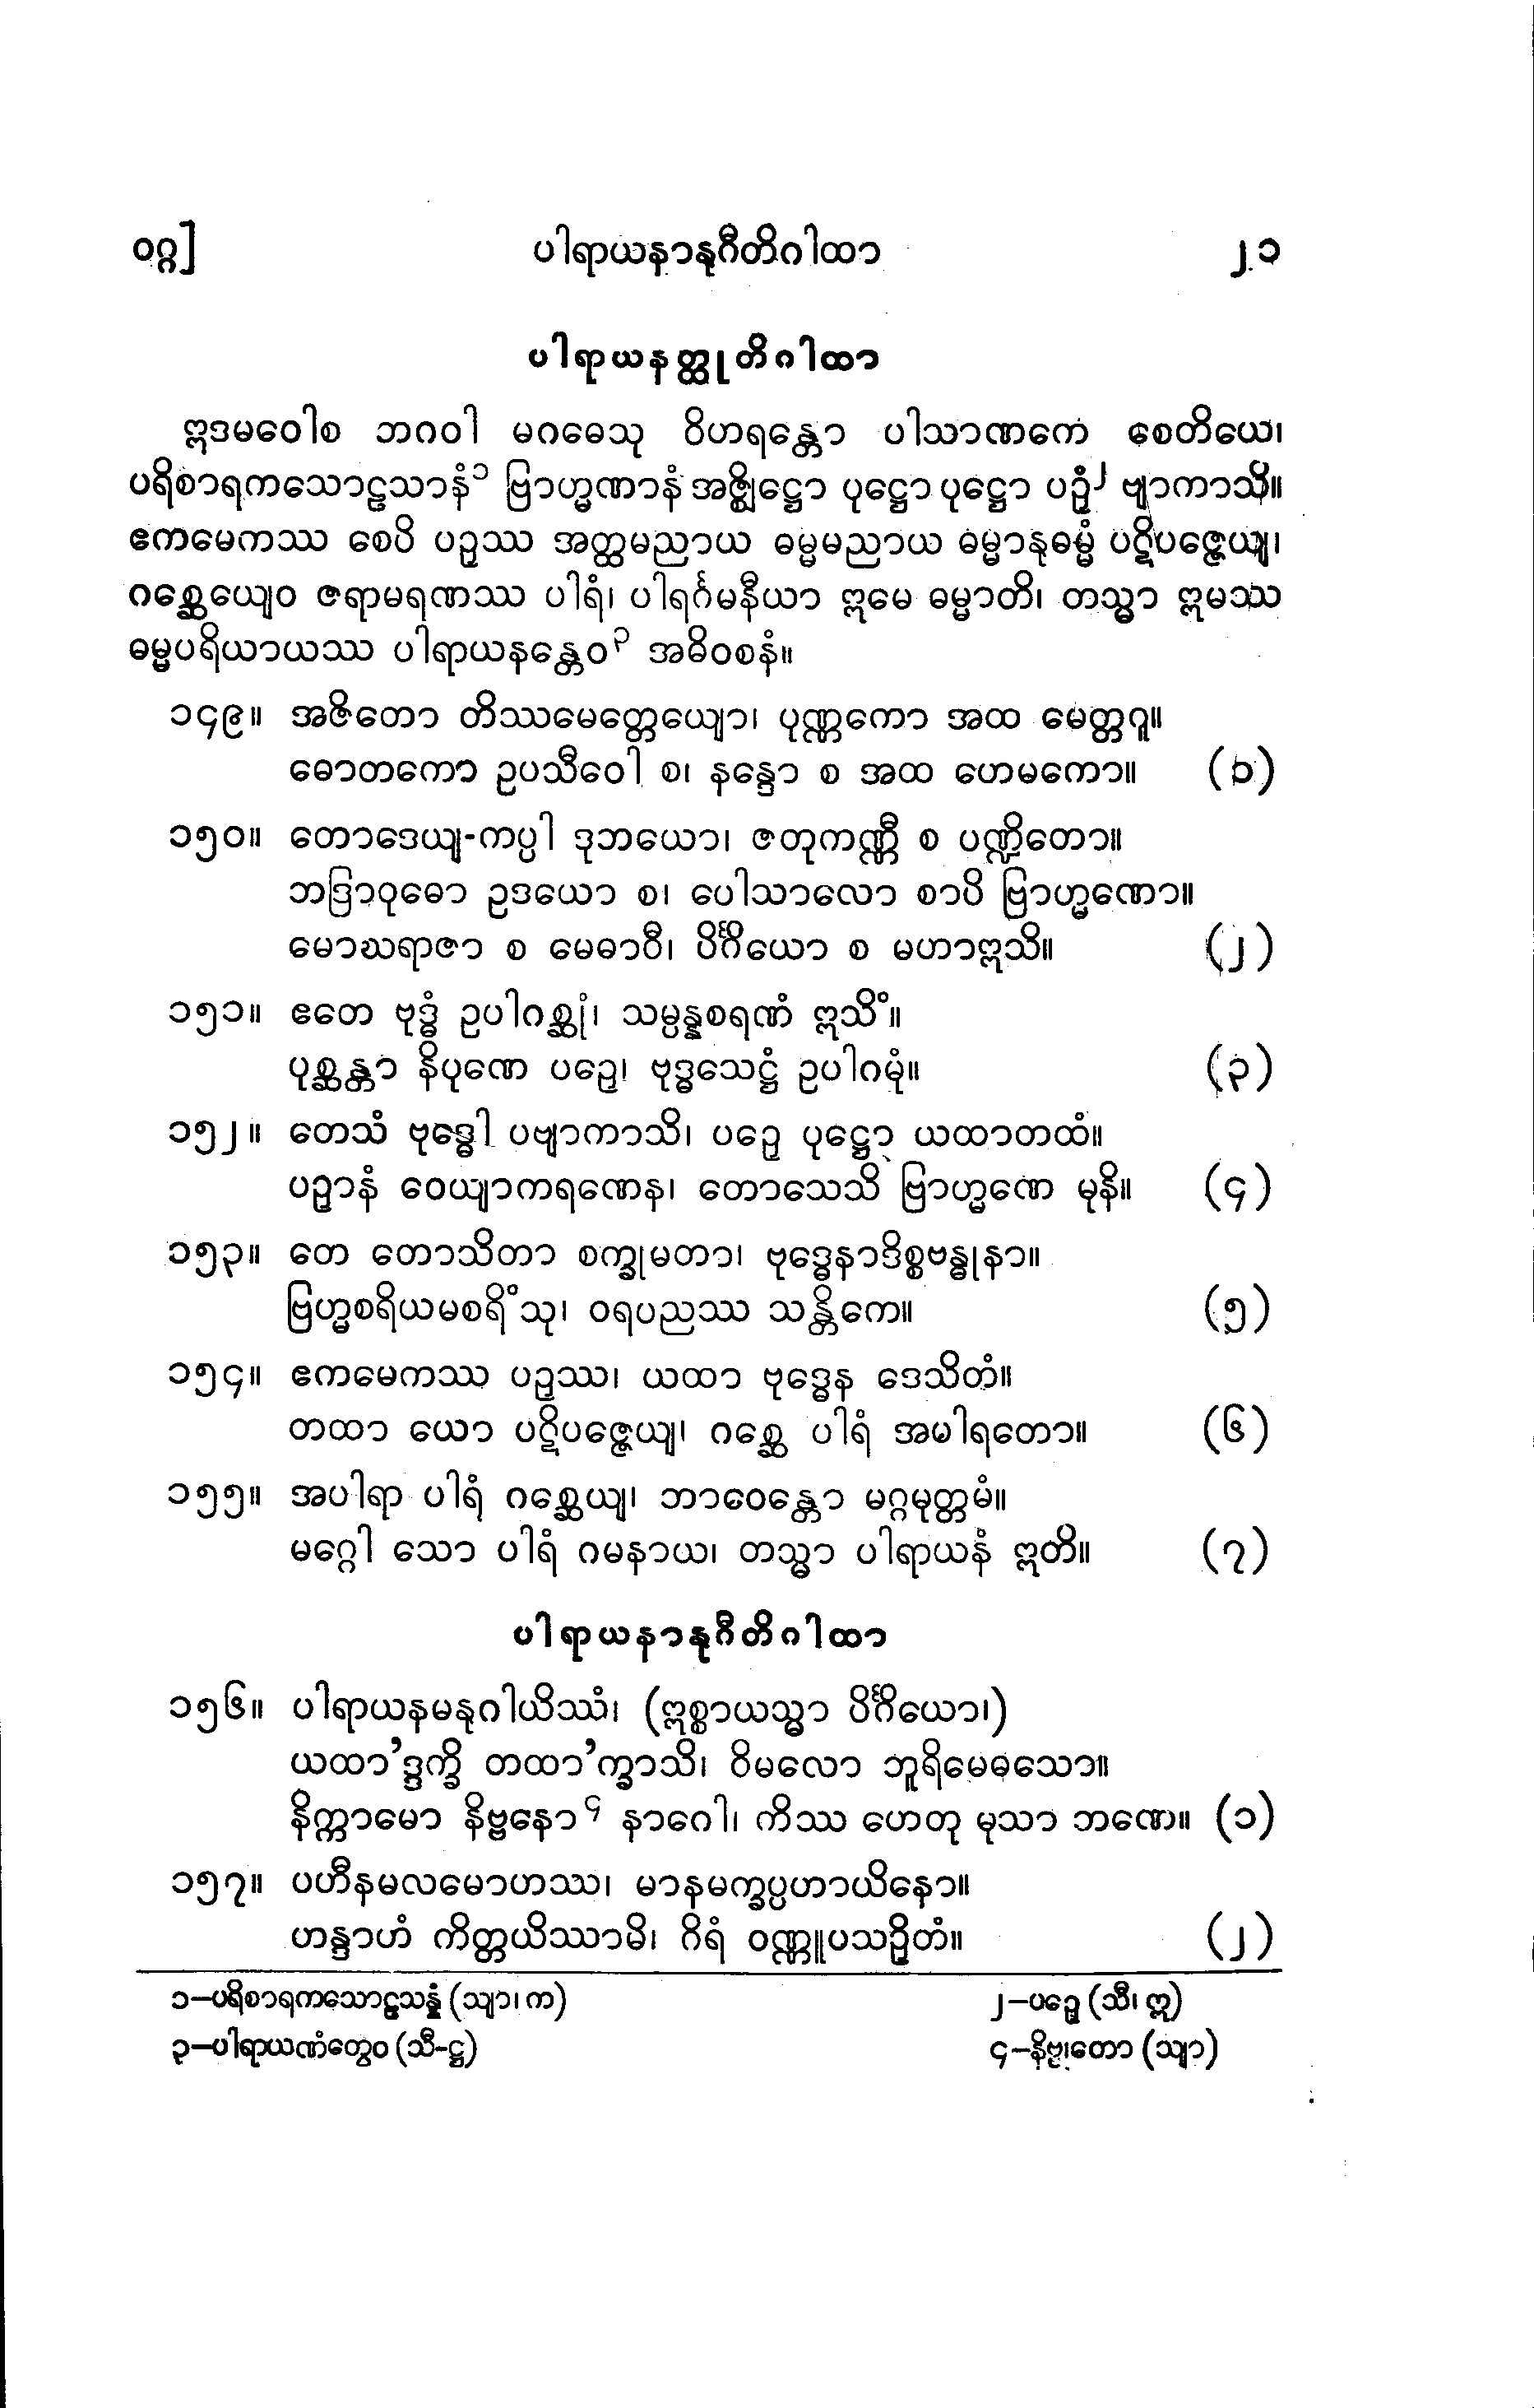 ဝဂ္ဂ]	ပါရာယနာနုဂီတိဂါထာ	၂၁
ပါရာယနတ္ထုတိဂါထာ
ဣဒမဝေါစ ဘဂဝါ မဂဓေသု ဝိဟရန္တော ပါသာဏကေ စေတိယေ၊
ပရိစာရကသောဠသာနံ၁ ဗြာဟ္မဏာနံ အဇ္ဈိဋ္ဌော ပုဋ္ဌော ပုဋ္ဌော ပဉှံ၂ ဗျာကာသိ။
ဧကမေကဿ စေပိ ပဉှဿ အတ္ထမညာယ ဓမ္မမညာယ ဓမ္မာနုဓမ္မံ ပဋိပဇ္ဇေယျ၊
ဂစ္ဆေယျေဝ ဇရာမရဏဿ ပါရံ၊ ပါရင်္ဂမနီယာ ဣမေ ဓမ္မာတိ၊ တသ္မာ ဣမဿ
ဓမ္မပရိယာယဿ ပါရာယနန္တေဝ၃ အဓိဝစနံ။
၁၄၉။ အဇိတော တိဿမေတ္တေယျော၊ ပုဏ္ဏကော အထ မေတ္တဂူ။
ဓောတကော ဥပသီဝေါ စ၊ နန္ဒော စ အထ ဟေမကော။ (၁)
၁၅၀။ တောဒေယျ-ကပ္ပါ ဒုဘယော၊ ဇတုကဏ္ဏီ စ ပဏ္ဍိတော။
ဘဒြာဝုဓော ဥဒယော စ၊ ပေါသာလော စာပိ ဗြာဟ္မဏော။
မောဃရာဇာ စ မေဓာဝီ၊ ပိင်္ဂိယော စ မဟာဣသိ။ (၂)
၁၅၁။ ဧတေ ဗုဒ္ဓံ ဥပါဂစ္ဆုံ၊ သမ္ပန္နစရဏံ ဣသိံ။
ပုစ္ဆန္တာ နိပုဏေ ပဉှေ၊ ဗုဒ္ဓသေဋ္ဌံ ဥပါဂမုံ။ (၃)
၁၅၂။ တေသံ ဗုဒ္ဓေါ ပဗျာကာသိ၊ ပဉှေ ပုဋ္ဌော ယထာတထံ။
ပဉှာနံ ဝေယျာကရဏေန၊ တောသေသိ ဗြာဟ္မဏေ မုနိ။ (၄)
၁၅၃။ တေ တောသိတာ စက္ခုမတာ၊ ဗုဒ္ဓေနာဒိစ္စဗန္ဓုနာ။
ဗြဟ္မစရိယမစရိံသု၊ ဝရပညဿ သန္တိကေ။ (၅)
၁၅၄။ ဧကမေကဿ ပဉှဿ၊ ယထာ ဗုဒ္ဓေန ဒေသိတံ။
တထာ ယော ပဋိပဇ္ဇေယျ၊ ဂစ္ဆေ ပါရံ အပါရတော။ (၆)
၁၅၅။ အပါရာ ပါရံ ဂစ္ဆေယျ၊ ဘာဝေန္တော မဂ္ဂမုတ္တမံ။
မဂ္ဂေါ သော ပါရံ ဂမနာယ၊ တသ္မာ ပါရာယနံ ဣတိ။ (၇)
ပါရာယနာနုဂီတိဂါထာ
၁၅၆။ ပါရာယနမနုဂါယိဿံ၊ (ဣစ္စာယသ္မာ ပိင်္ဂိယော၊)
ယထာ’ဒ္ဒက္ခိ တထာ’က္ခာသိ၊ ဝိမလော ဘူရိမေဓသော။
နိက္ကာမော နိဗ္ဗနော၄ နာဂေါ၊ ကိဿ ဟေတု မုသာ ဘဏေ။ (၁)
၁၅၇။ ပဟီနမလမောဟဿ၊ မာနမက္ခပ္ပဟာယိနော။
ဟန္ဒာဟံ ကိတ္တယိဿာမိ၊ ဂိရံ ဝဏ္ဏူပသဉှိတံ။ (၂)
၁–ပရိစာရကသောဠသန္နံ (သျာ၊ က)	၂–ပဉှေ (သီ၊ ဣ)
၃–ပါရာယဏံတွေဝ (သီ-ဋ္ဌ)	၄–နိဗ္ဗုတော (သျာ)